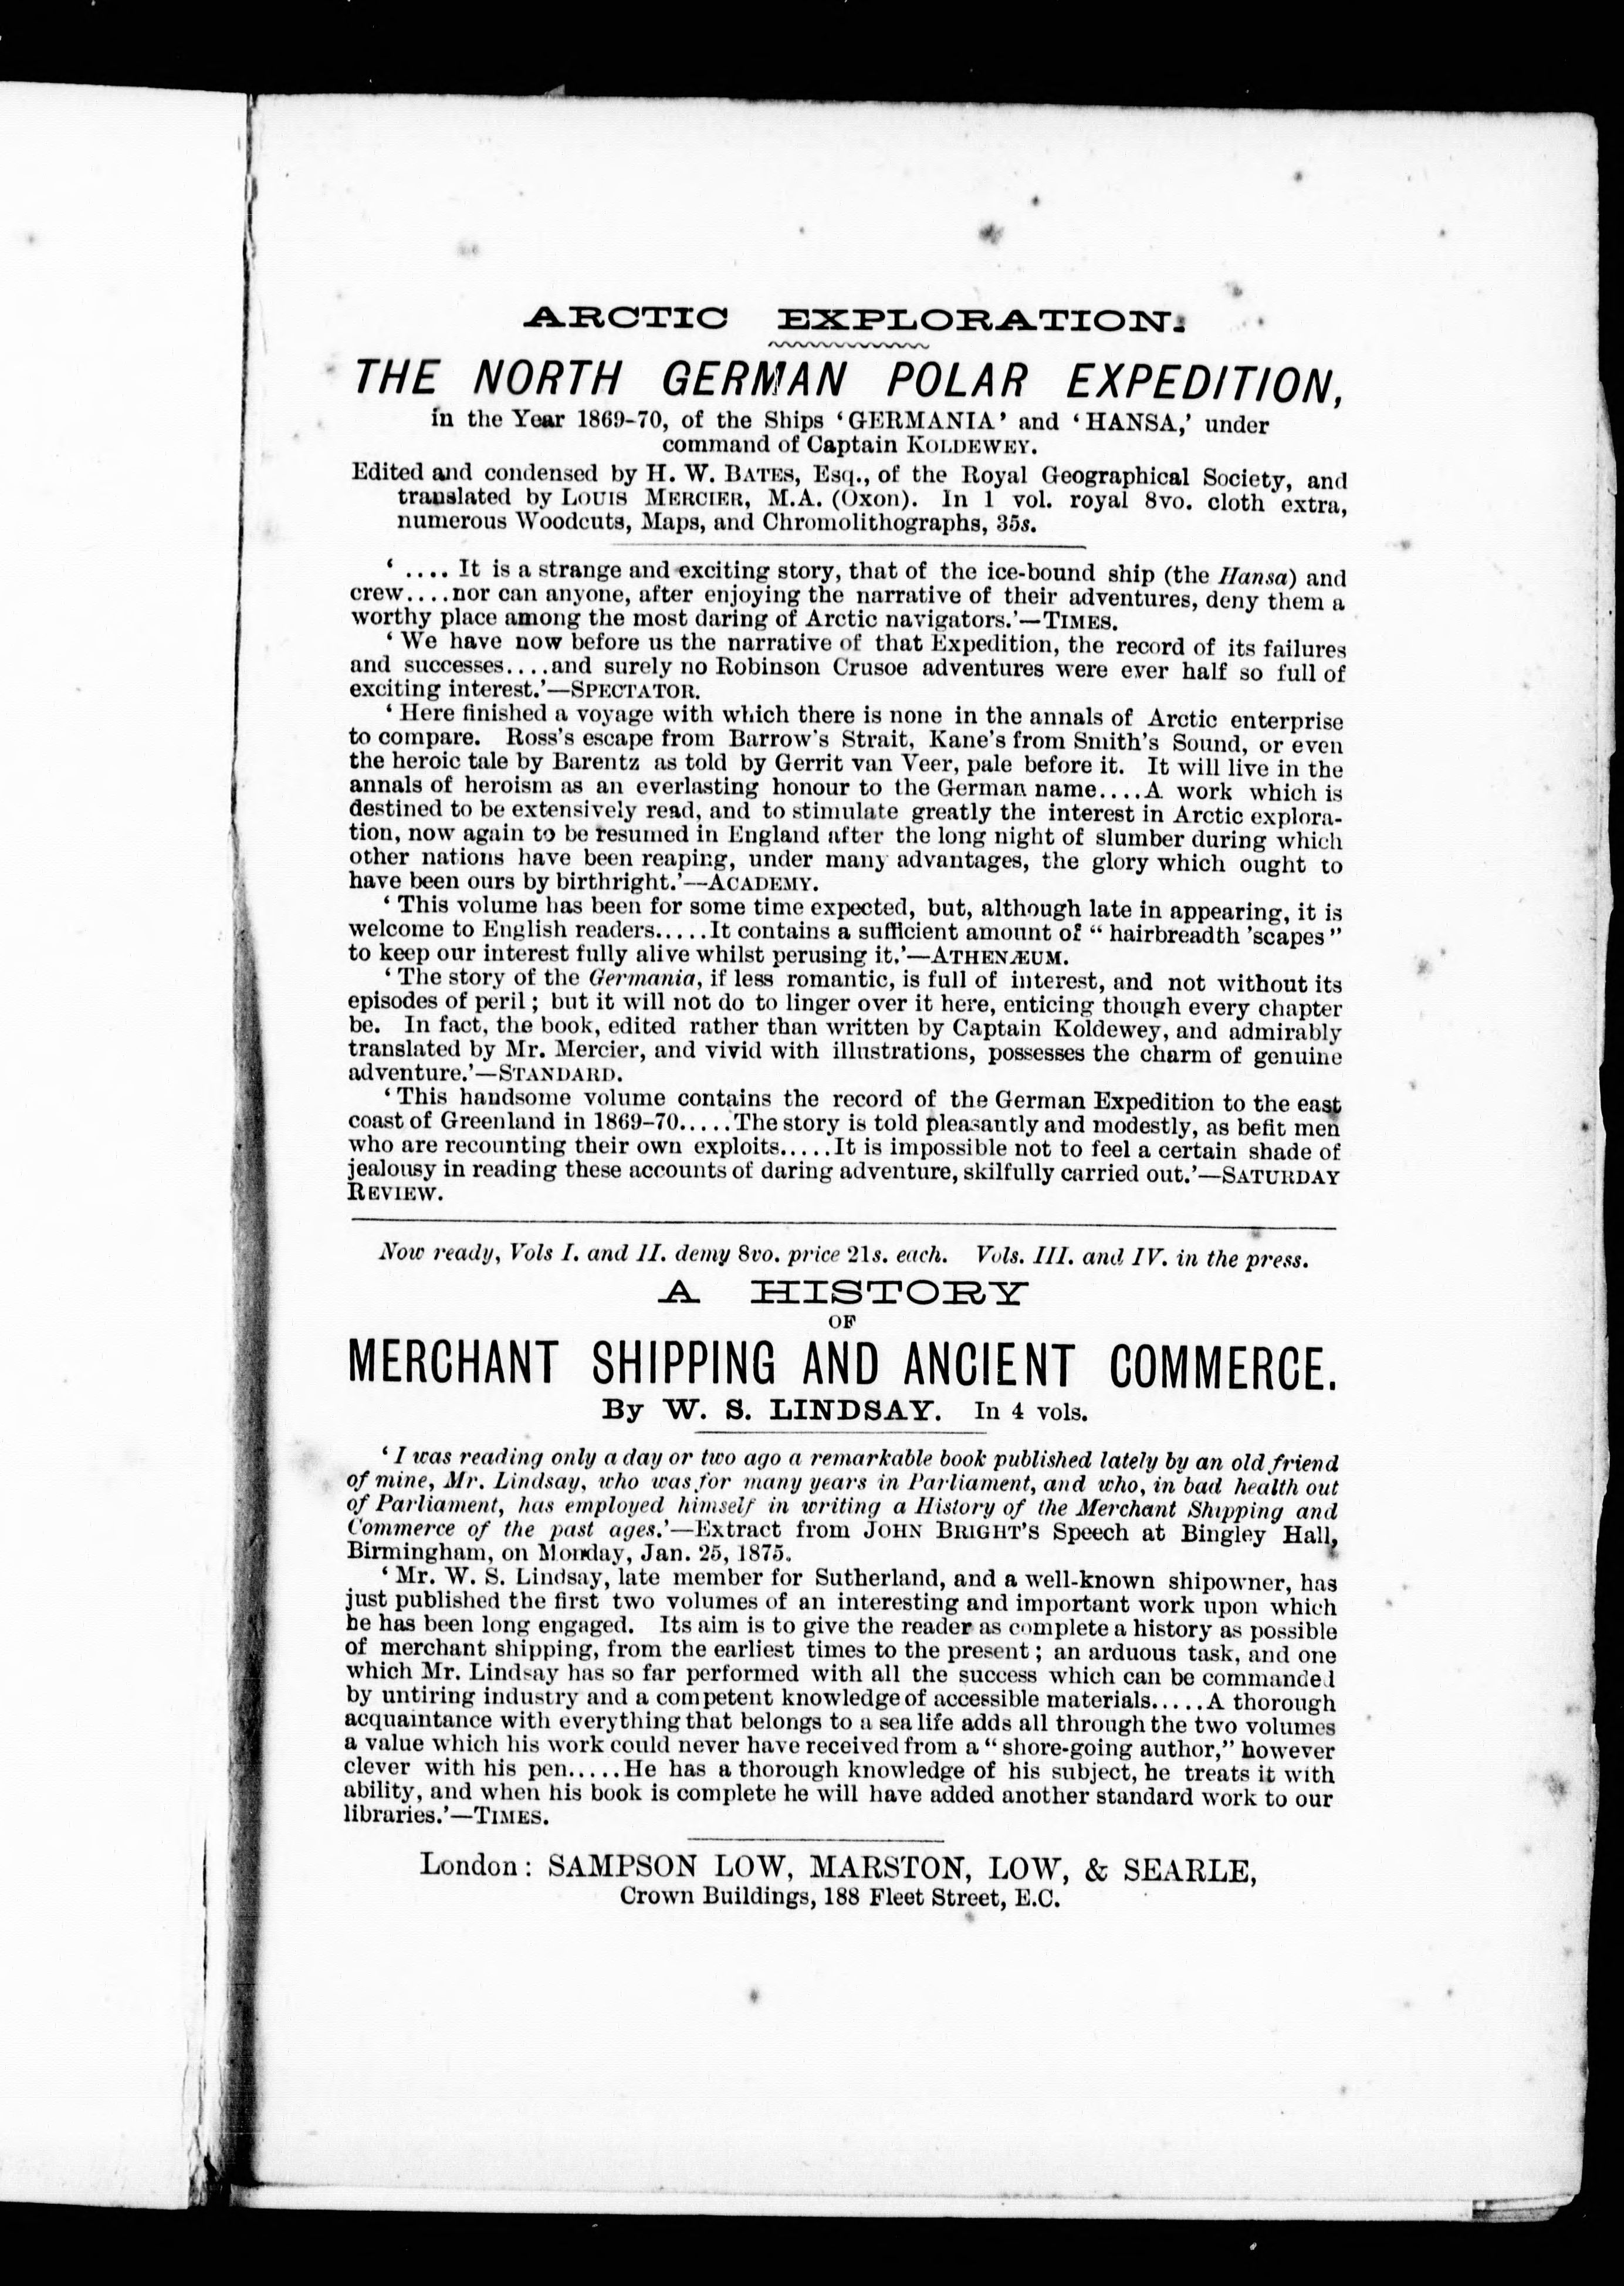 ARCTIC EXPLORATION.
THE NORTH GERMAN POLAR EXPEDITION,
in the Year 1869-70, of the Ships ‘GERMANIA’ and ‘HANSA,’ under
command of Captain KOLDEWEY.
Edited and condensed by H. W. BATES, Esq., of the Royal Geographical Society, and
translated by LOUIS MERCIER, M.A. (Oxon). In 1 vol. royal 8vo. cloth extra,
numerous Woodcuts, Maps, and Chromolithographs, 35s.
‘ .... It is a strange and exciting story, that of the ice-bound ship (the Hansa) and
crew....nor can anyone, after enjoying the narrative of their adventures, deny them a
worthy place among the most daring of Arctic navigators.’—TIMES.
‘ We have now before us the narrative of that Expedition, the record of its failures
and successes....and surely no Robinson Crusoe adventures were ever half so full of
exciting interest.’—SPECTATOR.
‘ Here finished a voyage with which there is none in the annals of Arctic enterprise
to compare. Ross's escape from Barrow's Strait, Kane's from Smith's Sound, or even
the heroic tale by Barentz as told by Gerrit van Veer, pale before it. It will live in the
annals of heroism as an everlasting honour to the German name....A work which is
destined to be extensively read, and to stimulate greatly the interest in Arctic explora-
tion, now again to be resumed in England after the long night of slumber during which
other nations have been reaping, under many advantages, the glory which ought to
have been ours by birthright.’—ACADEMY.
‘ This volume has been for some time expected, but, although late in appearing, it is
welcome to English readers.....It contains a sufficient amount of “ hairbreadth ’scapes ”
to keep our interest fully alive whilst perusing it.’—ATHENÆUM.
‘ The story of the Germania, if less romantic, is full of interest, and not without its
episodes of peril ; but it will not do to linger over it here, enticing though every chapter
be. In fact, the book, edited rather than written by Captain Koldewey, and admirably
translated by Mr. Mercier, and vivid with illustrations, possesses the charm of genuine
adventure.’—STANDARD.
‘ This handsome volume contains the record of the German Expedition to the east
coast of Greenland in 1869-70.....The story is told pleasantly and modestly, as befit men
who are recounting their own exploits.....It is impossible not to feel a certain shade of
jealousy in reading these accounts of daring adventure, skilfully carried out.’—SATURDAY
REVIEW.
Now ready, Vols I. and II. demy 8vo. price 21s. each. Vols. III. and IV. in the press.
A HISTORY
OF
MERCHANT SHIPPING AND ANCIENT COMMERCE.
By W. S. LINDSAY. In 4 vols.
‘ I was reading only a day or two ago a remarkable book published lately by an old friend
of mine, Mr. Lindsay, who was for many years in Parliament, and who, in bad health out
of Parliament, has employed himself in writing a History of the Merchant Shipping and
Commerce of the past ages.’—Extract from JOHN BRIGHT'S Speech at Bingley Hall,
Birmingham, on Monday, Jan. 25, 1875.
‘ Mr. W. S. Lindsay, late member for Sutherland, and a well-known shipowner, has
just published the first two volumes of an interesting and important work upon which
he has been long engaged. Its aim is to give the reader as complete a history as possible
of merchant shipping, from the earliest times to the present ; an arduous task, and one
which Mr. Lindsay has so far performed with all the success which can be commanded
by untiring industry and a competent knowledge of accessible materials.....A thorough
acquaintance with everything that belongs to a sea life adds all through the two volumes
a value which his work could never have received from a “ shore-going author,” however
clever with his pen.....He has a thorough knowledge of his subject, he treats it with
ability, and when his book is complete he will have added another standard work to our
libraries.’—TIMES.
London : SAMPSON LOW, MARSTON, LOW, & SEARLE,
Crown Buildings, 188 Fleet Street, E.C.